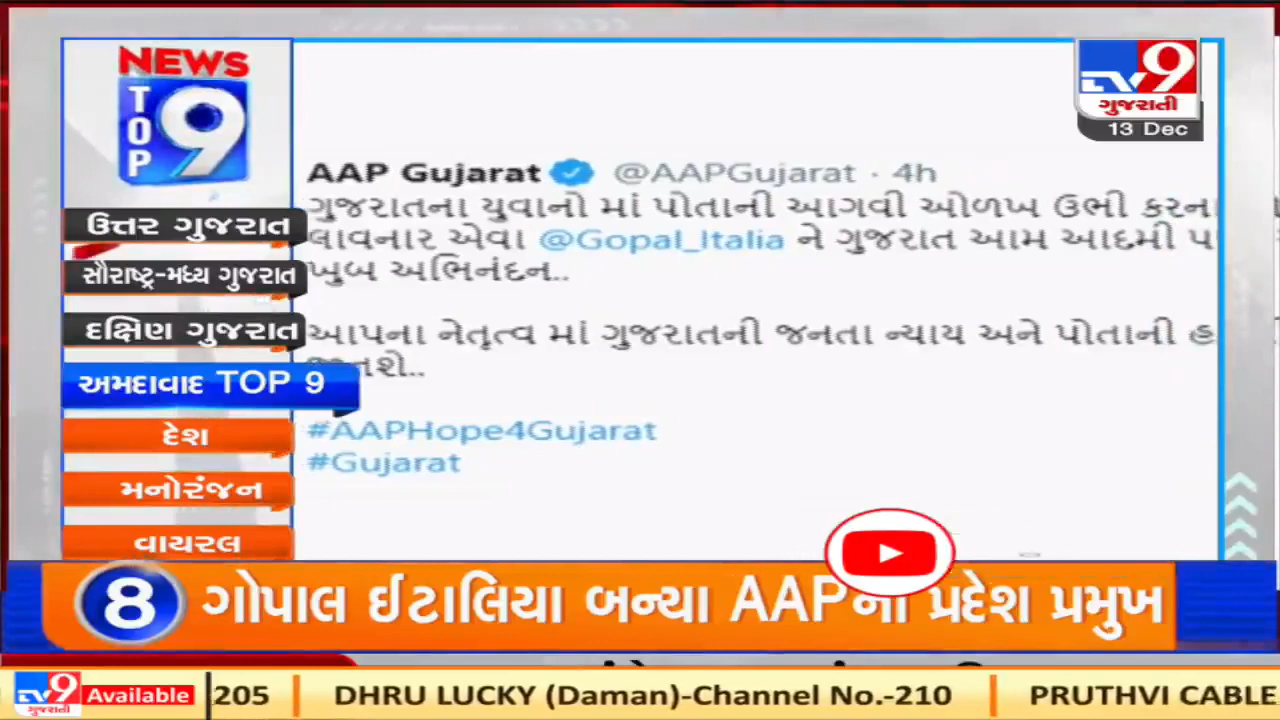 NEWS
TOP 9
TV9
ગુજરાતી
13 Dec
AAP Gujarat @AAPGujarat · 4h
ગુજરાતના યુવાનો માં પોતાની આગવી ઓળખ ઉભી કરના
લાવનાર એવા @Gopal_Italia ને ગુજરાત આમ આદમી
ખુબ અભિનંદન..
આપના નેતૃત્વ માં ગુજરાતની જનતા ન્યાય અને પોતાની
#AAPHope4Gujarat
#Gujarat
ઉત્તર ગુજરાત
સૌરાષ્ટ્ર-મધ્ય ગુજરાત
દક્ષિણ ગુજરાત
અમદાવાદ TOP 9
દેશ
મનોરંજન
વાયરલ
8 ગોપાલ ઈટાલિયા બન્યા AAPના પ્રદેશ પ્રમુખ
TV9 ગુજરાતી Available 205 DHRU LUCKY (Daman)-Channel No.-210 PRUTHVI CABLE